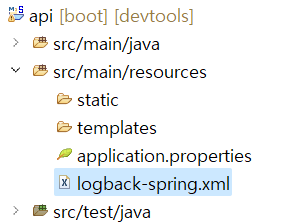 api [boot] [devtools]
src/main/java
src/main/resources
static
templates
application.properties
logback-spring.xml
src/test/java